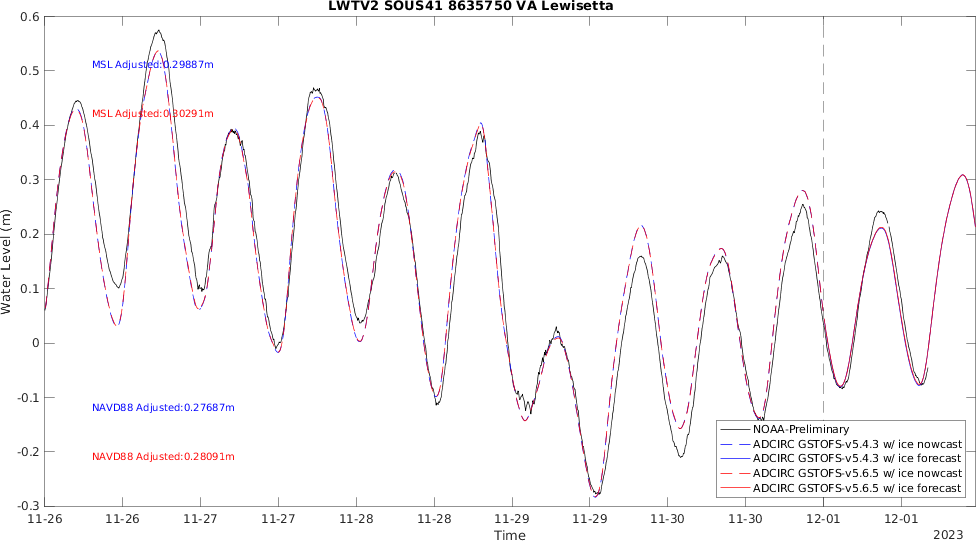 LWTV2 SOUS41 8635750 VA Lewisetta
0.6
0.5
0.4
0.3
0.2
0.1
0
-0.1
-0.2
-0.3
Water Level (m)
MSL Adjusted:0.29887m
MSL Adjusted:0.30291m
NAVD88 Adjusted:0.27687m
NAVD88 Adjusted:0.28091m
NOAA-Preliminary
ADCIRC GSTOFS-v5.4.3 w/ ice nowcast
ADCIRC GSTOFS-v5.4.3 w/ ice forecast
ADCIRC GSTOFS-v5.6.5 w/ ice nowcast
ADCIRC GSTOFS-v5.6.5 w/ ice forecast
11-26 11-26 11-27 11-27 11-28 11-28 11-29 11-29 11-30 11-30 12-01 12-01
Time
2023